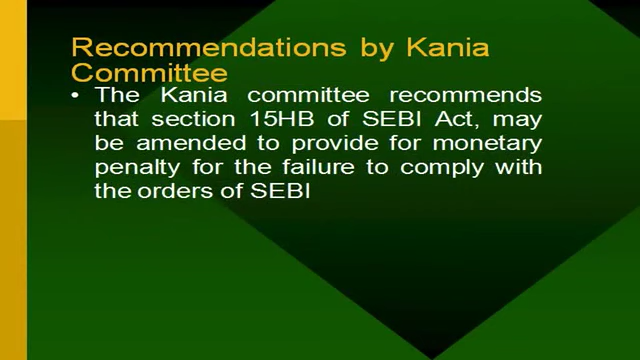 Recommendations by Kania
Committee
• The Kania committee recommends
that section 15HB of SEBI Act, may
be amended to provide for monetary
penalty for the failure to comply with
the orders of SEBI